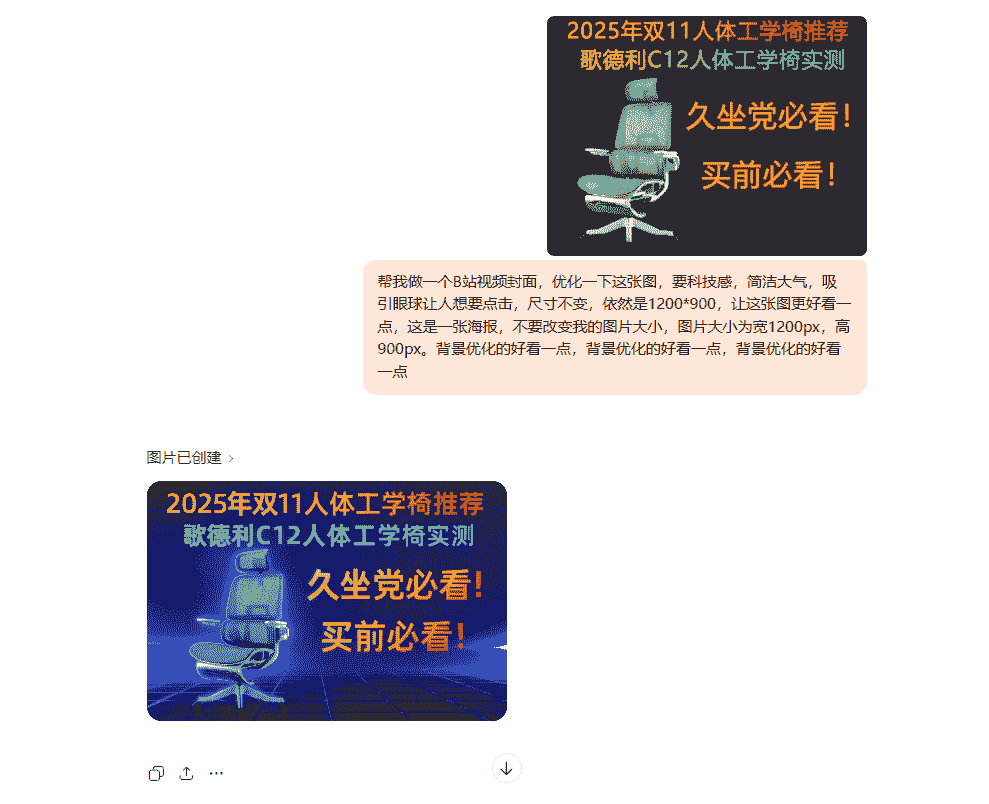 2025年双11人体工学椅推荐
歌德利C12人体工学椅实测
久坐党必看！
买前必看！
帮我做一个B站视频封面，优化一下这张图，要科技感，简洁大气，吸
引眼球让人想要点击，尺寸不变，依然是1200*900，让这张图更好看一
点，这是一张海报，不要改变我的图片大小，图片大小为宽1200px，高
900px。背景优化的好看一点，背景优化的好看一点，背景优化的好看
一点
图片已创建
2025年双11人体工学椅推荐
歌德利C12人体工学椅实测
久坐党必看！
买前必看！